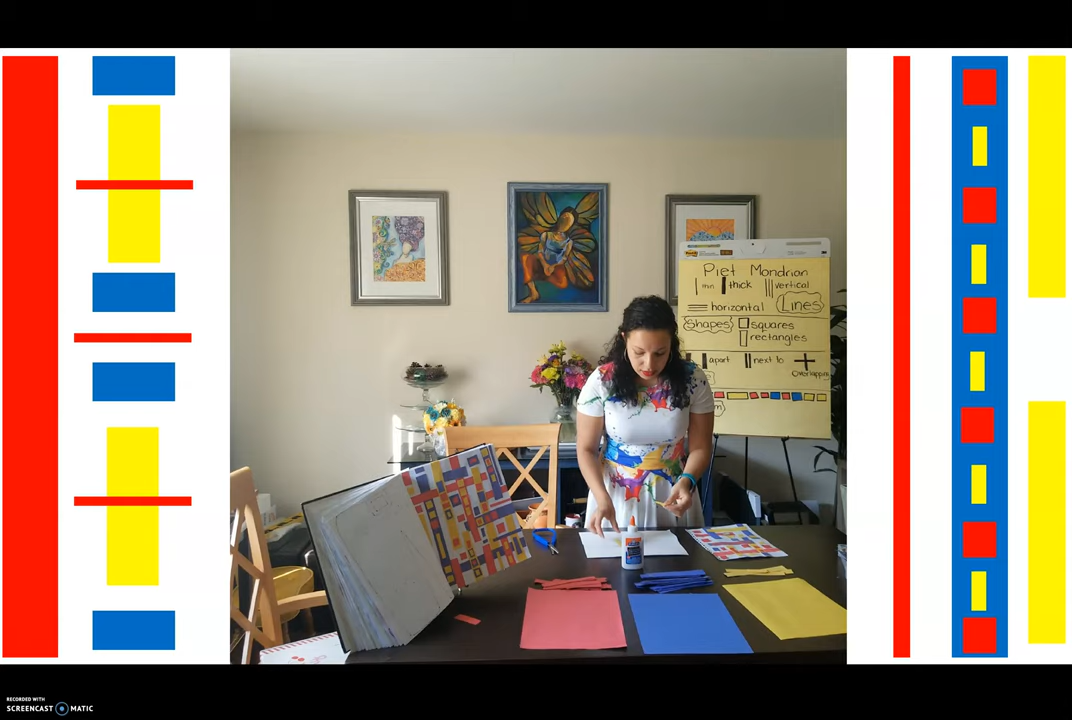 Piet Mondrian
thin thick vertical
horizontal Lines
Shapes squares
rectangles
apart next to
overlapping
RECORDED WITH
SCREENCAST MATIC